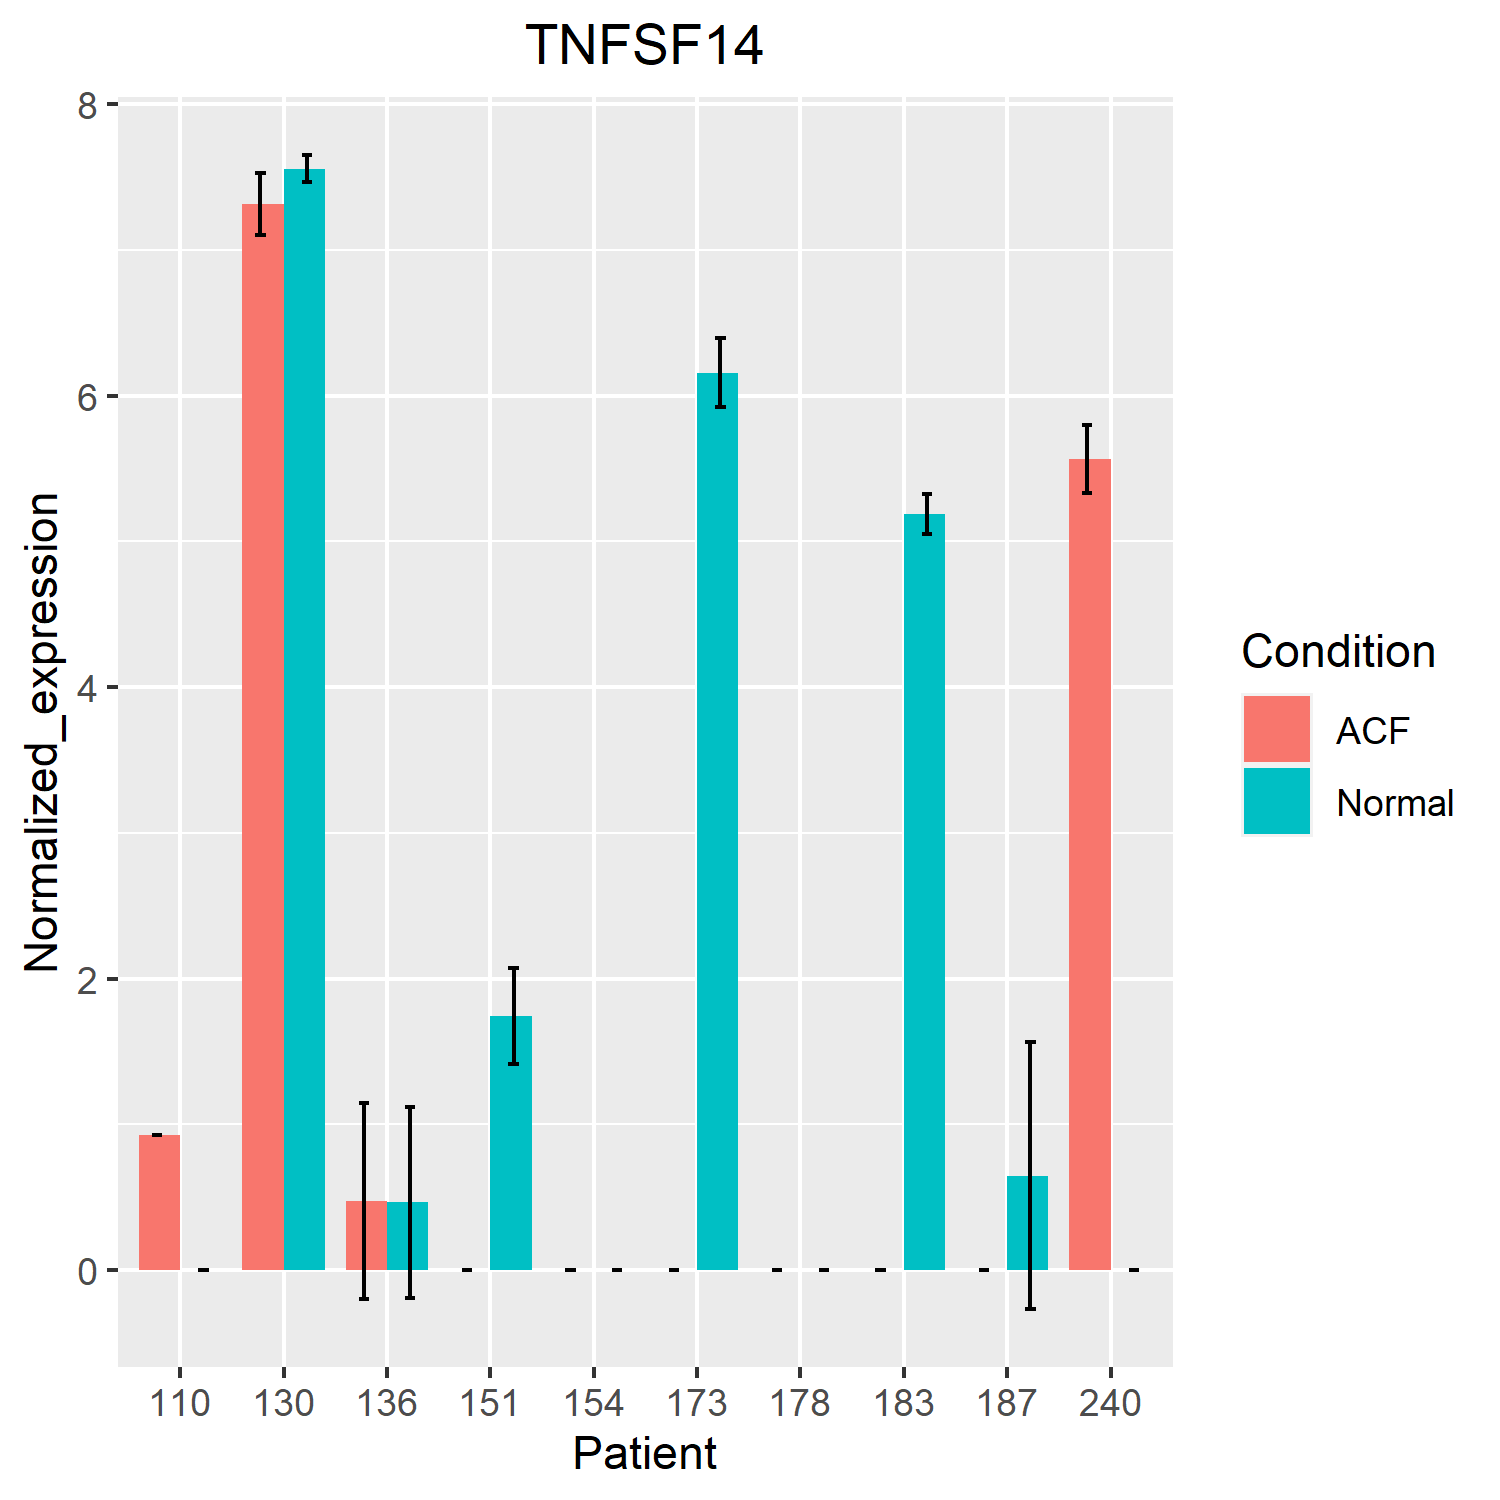 TNFSF14
8
6
4
2
0
Normalized_expression
110 130 136 151 154 173 178 183 187 240
Patient
Condition
ACF
Normal